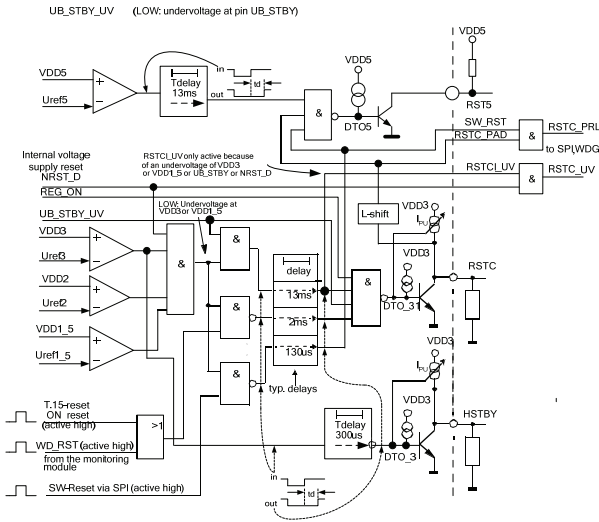 UB_STBY_UV (LOW: undervoltage at pin UB_STBY)
VDD5
Uref5
Tdelay
13ms
in
td
out
VDD5
&
DTO5
VDD5
RST5
SW_RST
RSTC_PAD
&
RSTC_PRL
to SPI,WDG
RSTCI_UV only active because
of an undervoltage of VDD3
or VDD1_5 or UB_STBY or NRST_D
RSTCI_UV
&
RSTC_UV
Internal voltage
supply reset
NRST_D
REG_ON
UB_STBY_UV
LOW: Undervoltage at
VDD3 or VDD1_5
VDD3
Uref3
VDD2
Uref2
VDD1_5
Uref1_5
&
&
&
&
delay
13ms
2ms
130us
typ. delays
&
L-shift
VDD3
IPU
VDD3
DTO_31
RSTC
VDD3
IPU
VDD3
DTO_3
HSTBY
T.15-reset
ON reset
(active high)
>1
WD_RST (active high)
from the monitoring
module
SW-Reset via SPI (active high)
Tdelay
300us
in
td
out